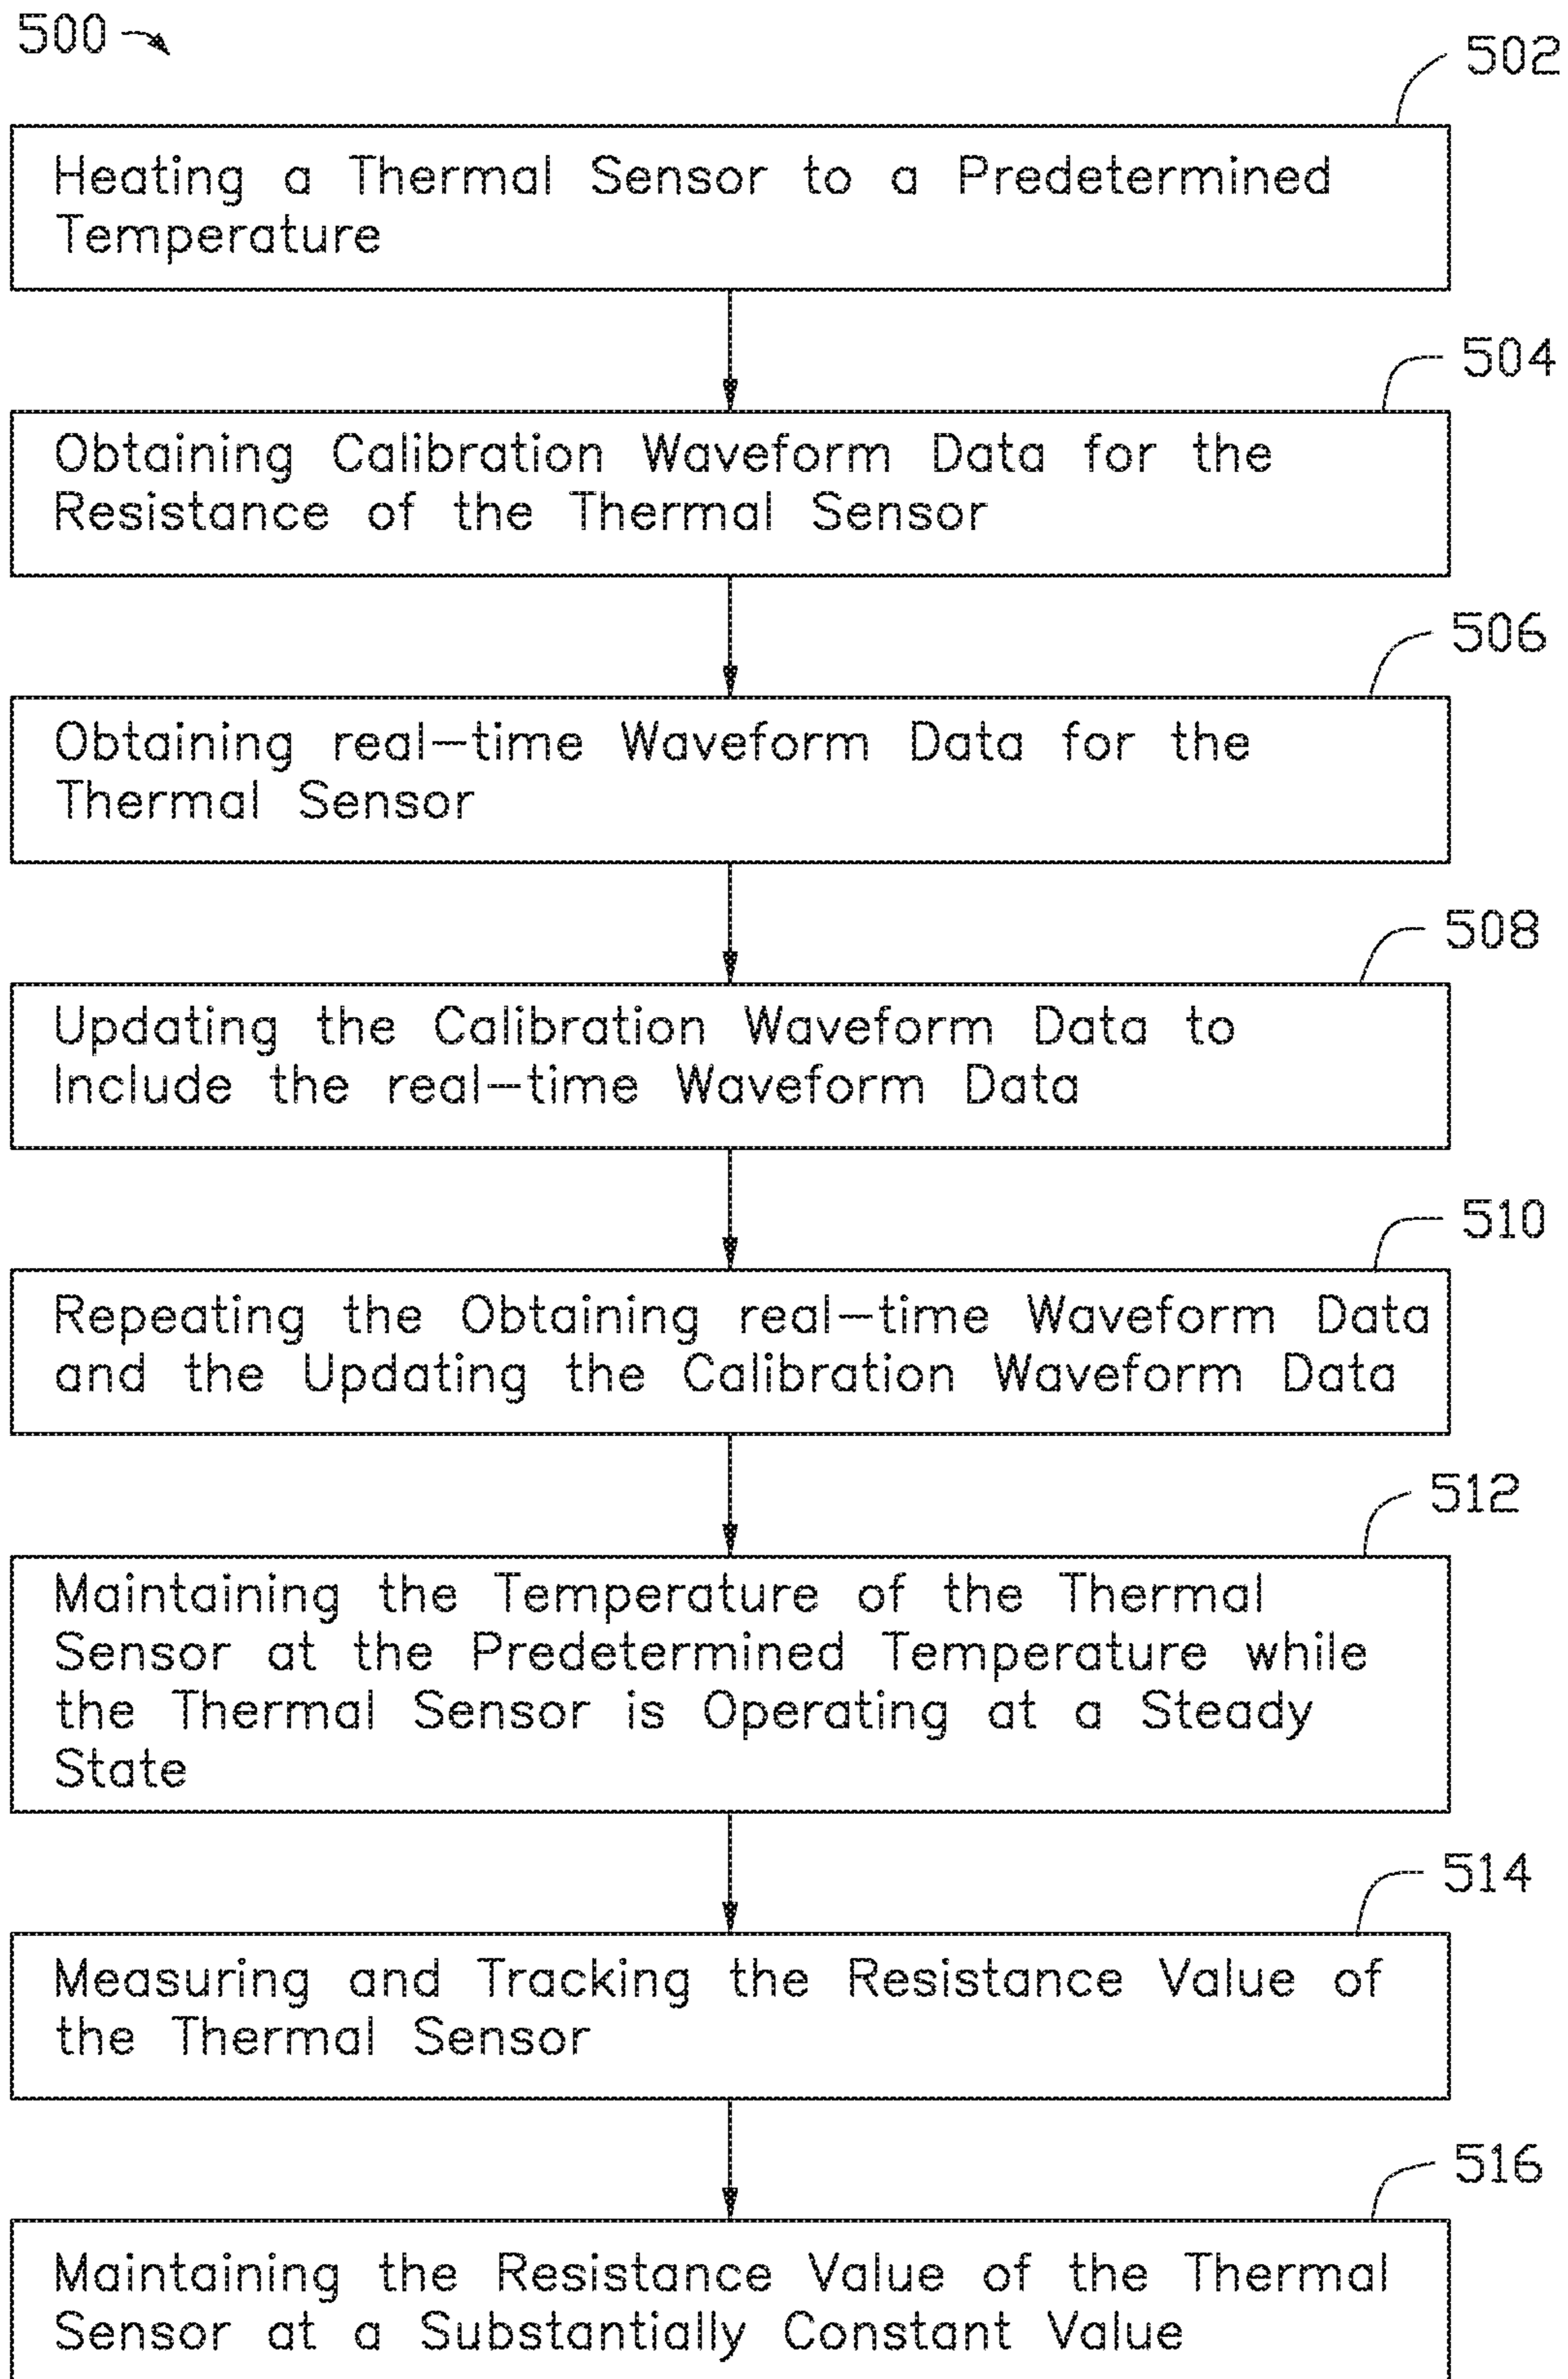 500
502
Heating a Thermal Sensor to a Predetermined
Temperature
504
Obtaining Calibration Waveform Data for the
Resistance of the Thermal Sensor
506
Obtaining real-time Waveform Data for the
Thermal Sensor
508
Updating the Calibration Waveform Data to
Include the real-time Waveform Data
510
Repeating the Obtaining real-time Waveform Data
and the Updating the Calibration Waveform Data
512
Maintaining the Temperature of the Thermal
Sensor at the Predetermined Temperature while
the Thermal Sensor is Operating at a Steady
State
514
Measuring and Tracking the Resistance Value of
the Thermal Sensor
516
Maintaining the Resistance Value of the Thermal
Sensor at a Substantially Constant Value